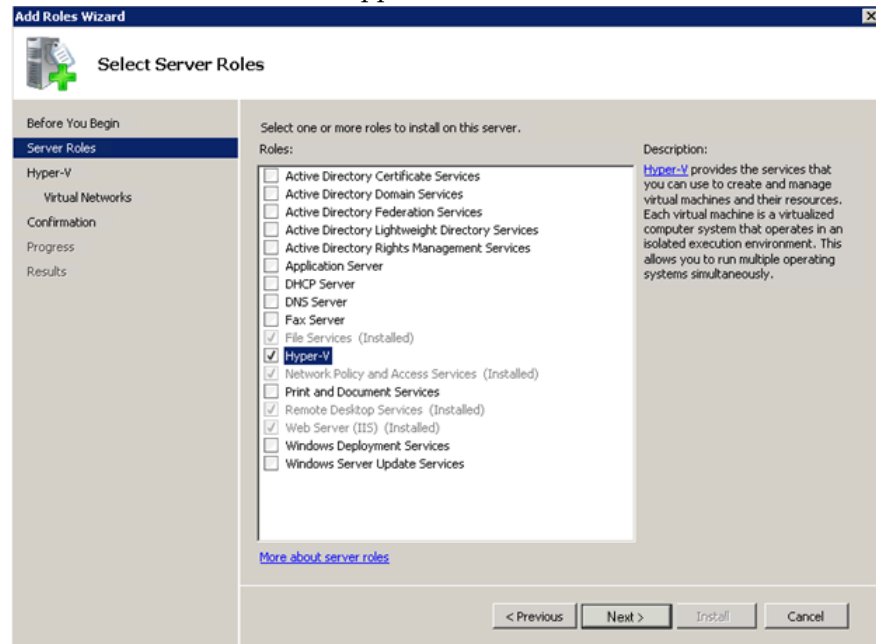 Add Roles Wizard
Select Server Roles
Before You Begin
Server Roles
Hyper-V
Virtual Networks
Confirmation
Progress
Results
Select one or more roles to install on this server.
Roles:
Active Directory Certificate Services
Active Directory Domain Services
Active Directory Federation Services
Active Directory Lightweight Directory Services
Active Directory Rights Management Services
Application Server
DHCP Server
DNS Server
Fax Server
File Services (Installed)
Hyper-V
Network Policy and Access Services (Installed)
Print and Document Services
Remote Desktop Services (Installed)
Web Server (IIS) (Installed)
Windows Deployment Services
Windows Server Update Services
More about server roles
Description:
Hyper-V provides the services that
you can use to create and manage
virtual machines and their resources.
Each virtual machine is a virtualized
computer system that operates in an
isolated execution environment. This
allows you to run multiple operating
systems simultaneously.
< Previous
Next >
Install
Cancel